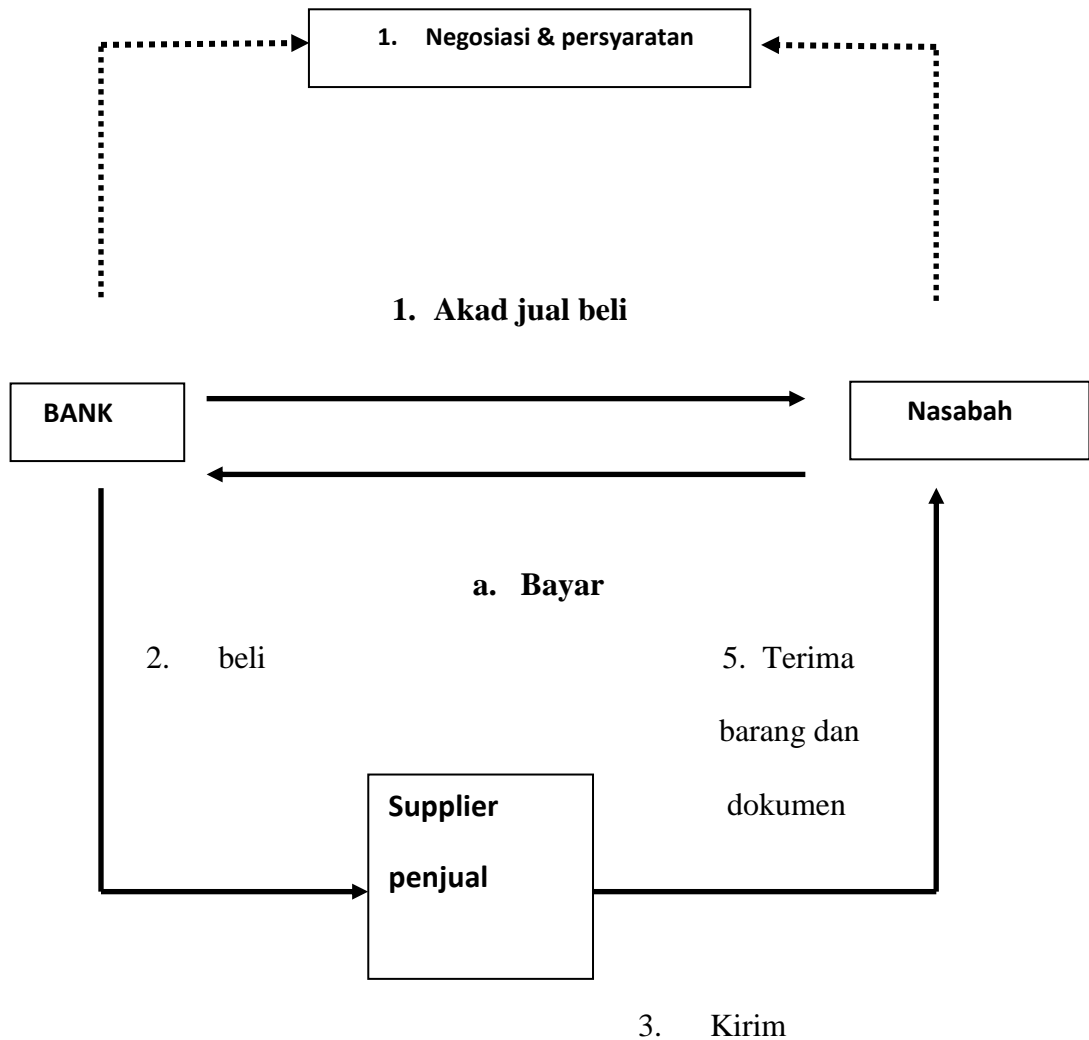 1. Negosiasi & persyaratan
1. Akad jual beli
BANK
Nasabah
a. Bayar
2. beli
5. Terima
barang dan
dokumen
Supplier
penjual
3. Kirim